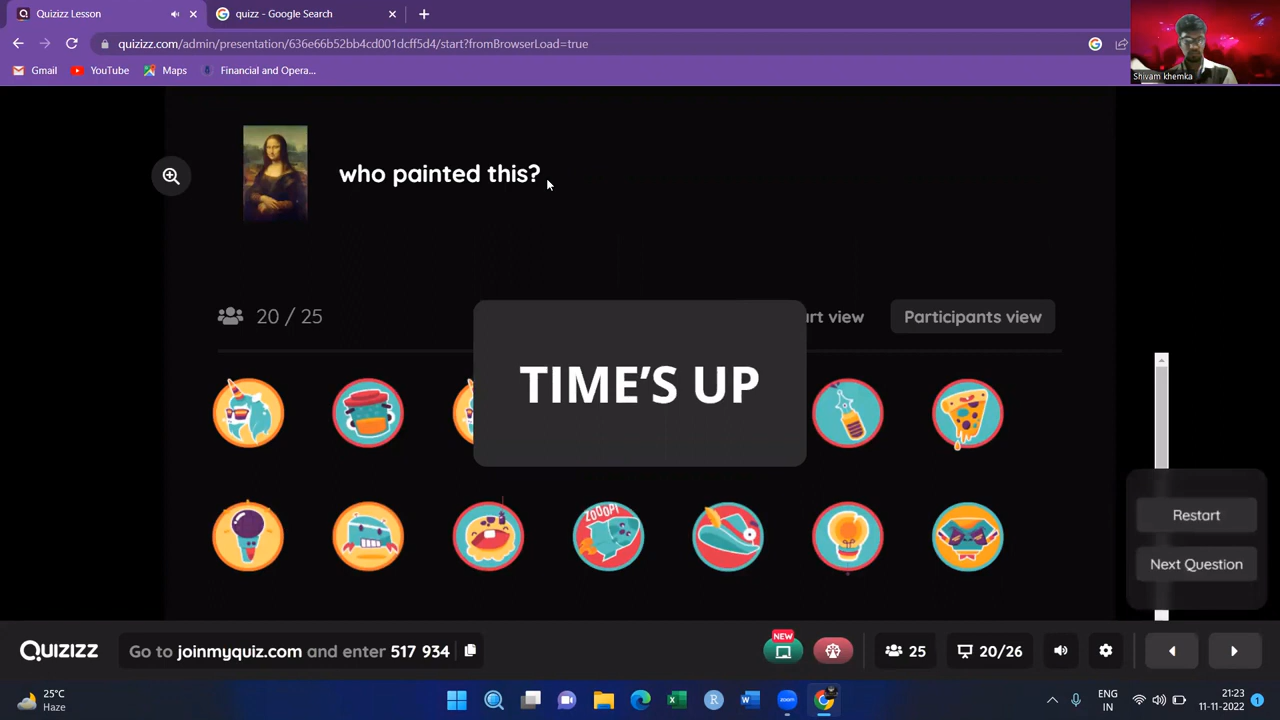 Quizizz Lesson
quizz - Google Search
quizizz.com/admin/presentation/636e66b52bb4cd001dcff5d4/start?fromBrowserLoad=true
Gmail
YouTube
Maps
Financial and Opera...
Shivam khemka
who painted this?
20 / 25
rt view
Participants view
TIME'S UP
ZOOOP!
Restart
Next Question
Quizizz
Go to joinmyquiz.com and enter 517 934
NEW
25
20/26
25°C
Haze
ENG
IN
21:23
11-11-2022
1